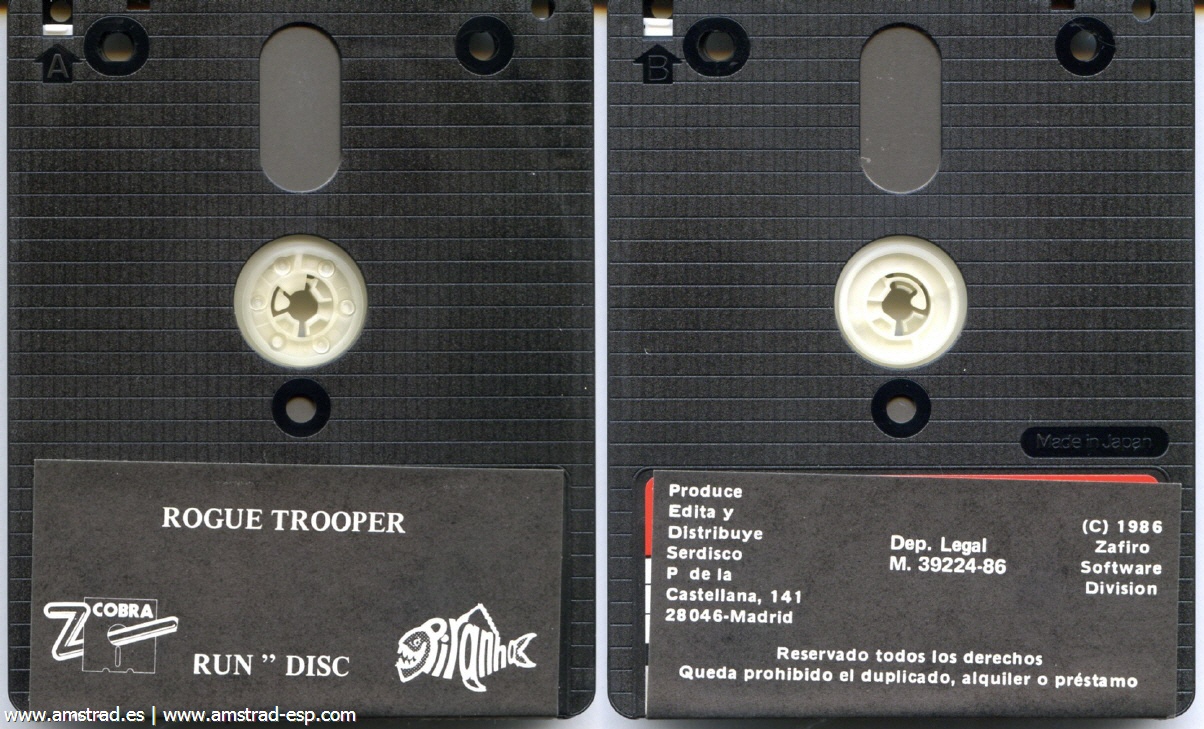 A
ROGUE TROOPER
Z COBRA
RUN ” DISC
Piranha
B
Made in Japan
Produce
Edita y
Distribuye
Serdisco
P de la
Castellana, 141
28046-Madrid
Dep. Legal
M. 39224-86
(C) 1986
Zafiro
Software
Division
Reservado todos los derechos
Queda prohibido el duplicado, alquiler o préstamo
www.amstrad.es | www.amstrad-esp.com